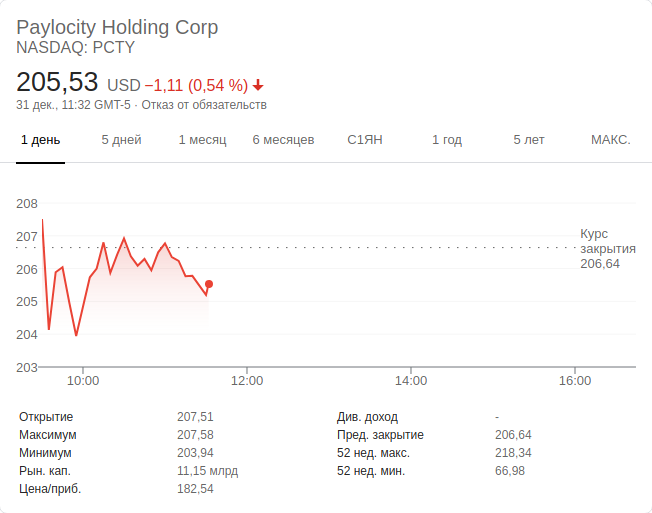 Paylocity Holding Corp
NASDAQ: PCTY
205,53 USD −1,11 (0,54 %)
31 дек., 11:32 GMT-5 · Отказ от обязательств
1 день 5 дней 1 месяц 6 месяцев С1ЯН 1 год 5 лет МАКС.
208
207
206
205
204
203
Курс
закрытия
206,64
10:00 12:00 14:00 16:00
Открытие 207,51 Див. доход -
Максимум 207,58 Пред. закрытие 206,64
Минимум 203,94 52 нед. макс. 218,34
Рын. кап. 11,15 млрд 52 нед. мин. 66,98
Цена/приб. 182,54